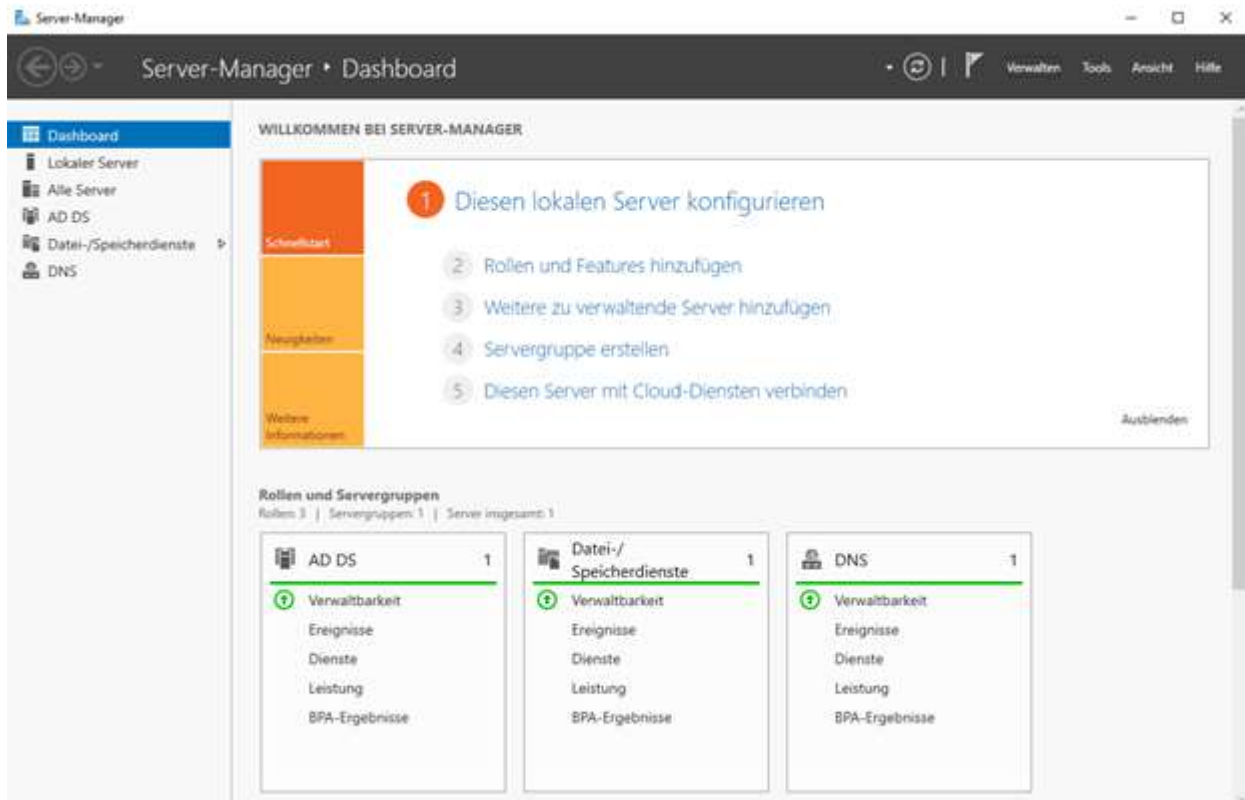 Server-Manager
Server-Manager • Dashboard
Verwalten Tools Ansicht Hilfe
Dashboard
Lokaler Server
Alle Server
AD DS
Datei-/Speicherdienste
DNS
WILLKOMMEN BEI SERVER-MANAGER
Schnellstart
Neuigkeiten
Weitere
Informationen
1 Diesen lokalen Server konfigurieren
2 Rollen und Features hinzufügen
3 Weitere zu verwaltende Server hinzufügen
4 Servergruppe erstellen
5 Diesen Server mit Cloud-Diensten verbinden
Ausblenden
Rollen und Servergruppen
Rollen: 3 | Servergruppen: 1 | Server insgesamt: 1
AD DS 1
Verwaltbarkeit
Ereignisse
Dienste
Leistung
BPA-Ergebnisse
Datei-/
Speicherdienste 1
Verwaltbarkeit
Ereignisse
Dienste
Leistung
BPA-Ergebnisse
DNS 1
Verwaltbarkeit
Ereignisse
Dienste
Leistung
BPA-Ergebnisse